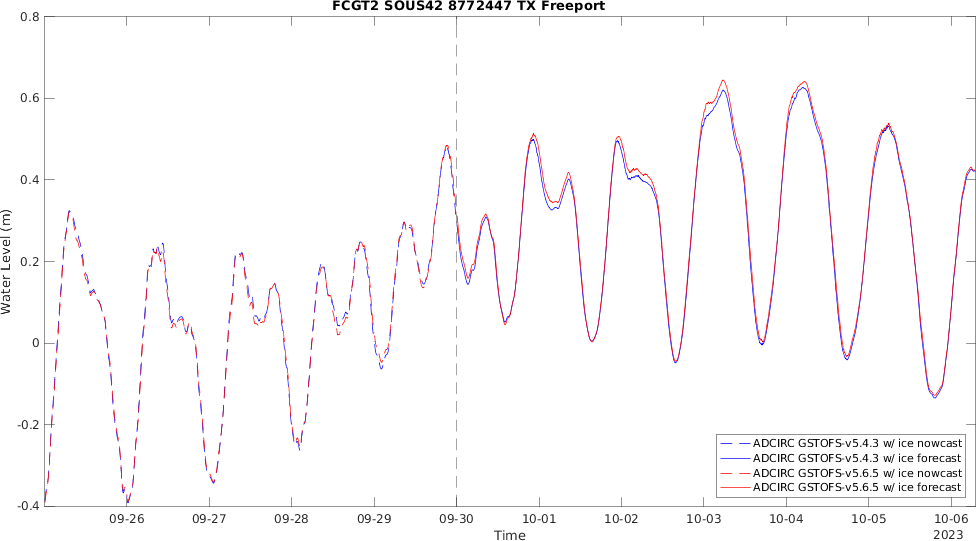 FCGT2 SOUS42 8772447 TX Freeport
0.8
0.6
0.4
0.2
0
-0.2
-0.4
Water Level (m)
ADCIRC GSTOFS-v5.4.3 w/ ice nowcast
ADCIRC GSTOFS-v5.4.3 w/ ice forecast
ADCIRC GSTOFS-v5.6.5 w/ ice nowcast
ADCIRC GSTOFS-v5.6.5 w/ ice forecast
09-26 09-27 09-28 09-29 09-30 10-01 10-02 10-03 10-04 10-05 10-06
Time 2023